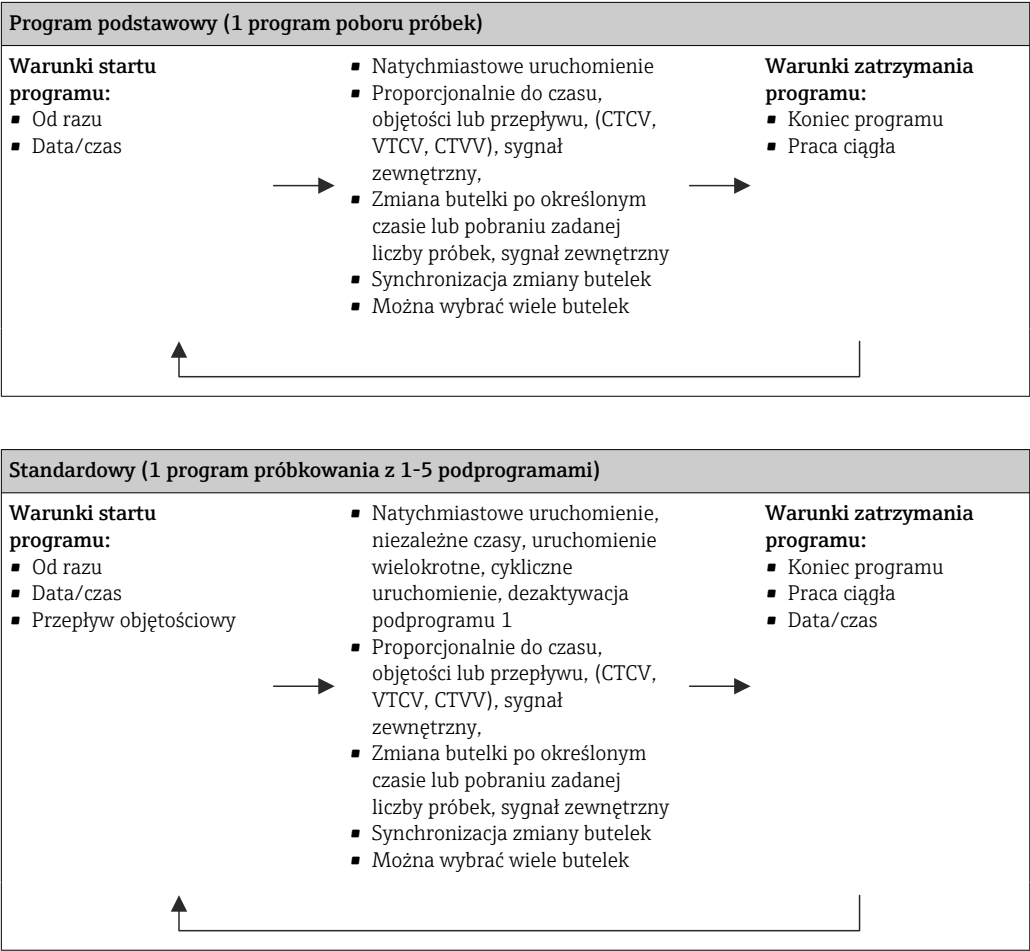 Program podstawowy (1 program poboru próbek)
Warunki startu
programu:
▪ Od razu
▪ Data/czas
▪ Natychmiastowe uruchomienie
▪ Proporcjonalnie do czasu,
objętości lub przepływu, (CTCV,
VTCV, CTVV), sygnał
zewnętrzny,
▪ Zmiana butelki po określonym
czasie lub pobraniu zadanej
liczby próbek, sygnał zewnętrzny
▪ Synchronizacja zmiany butelek
▪ Można wybrać wiele butelek
Warunki zatrzymania
programu:
▪ Koniec programu
▪ Praca ciągła
Standardowy (1 program próbkowania z 1-5 podprogramami)
Warunki startu
programu:
▪ Od razu
▪ Data/czas
▪ Przepływ objętościowy
▪ Natychmiastowe uruchomienie,
niezależne czasy, uruchomienie
wielokrotne, cykliczne
uruchomienie, dezaktywacja
podprogramu 1
▪ Proporcjonalnie do czasu,
objętości lub przepływu, (CTCV,
VTCV, CTVV), sygnał
zewnętrzny,
▪ Zmiana butelki po określonym
czasie lub pobraniu zadanej
liczby próbek, sygnał zewnętrzny
▪ Synchronizacja zmiany butelek
▪ Można wybrać wiele butelek
Warunki zatrzymania
programu:
▪ Koniec programu
▪ Praca ciągła
▪ Data/czas